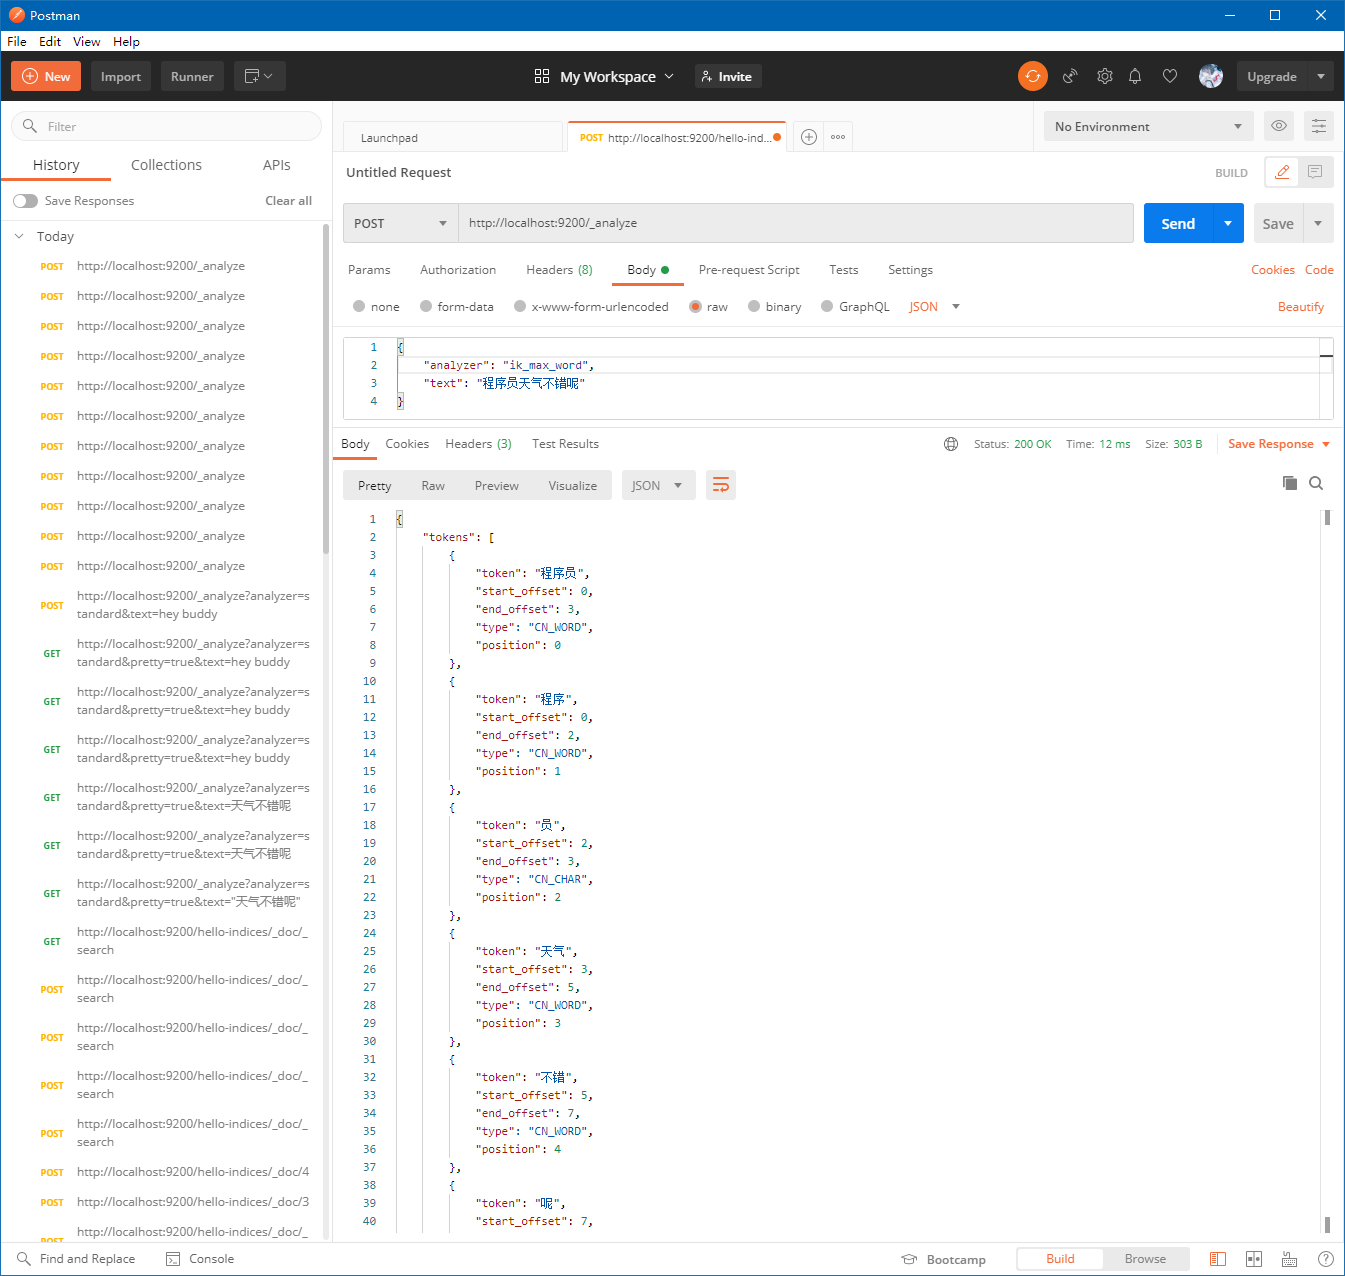 Postman
File Edit View Help
New Import Runner My Workspace Invite Upgrade
Filter
History Collections APIs
Save Responses Clear all
Today
POST http://localhost:9200/_analyze
POST http://localhost:9200/_analyze
POST http://localhost:9200/_analyze
POST http://localhost:9200/_analyze
POST http://localhost:9200/_analyze
POST http://localhost:9200/_analyze
POST http://localhost:9200/_analyze
POST http://localhost:9200/_analyze
POST http://localhost:9200/_analyze
POST http://localhost:9200/_analyze
POST http://localhost:9200/_analyze
POST http://localhost:9200/_analyze?analyzer=s
tandard&text=hey buddy
GET http://localhost:9200/_analyze?analyzer=s
tandard&pretty=true&text=hey buddy
GET http://localhost:9200/_analyze?analyzer=s
tandard&pretty=true&text=hey buddy
GET http://localhost:9200/_analyze?analyzer=s
tandard&pretty=true&text=hey buddy
GET http://localhost:9200/_analyze?analyzer=s
tandard&pretty=true&text=天气不错呢
GET http://localhost:9200/_analyze?analyzer=s
tandard&pretty=true&text=天气不错呢
GET http://localhost:9200/_analyze?analyzer=s
tandard&pretty=true&text="天气不错呢"
GET http://localhost:9200/hello-indices/_doc/_
search
POST http://localhost:9200/hello-indices/_doc/_
search
POST http://localhost:9200/hello-indices/_doc/_
search
POST http://localhost:9200/hello-indices/_doc/_
search
POST http://localhost:9200/hello-indices/_doc/_
search
POST http://localhost:9200/hello-indices/_doc/4
POST http://localhost:9200/hello-indices/_doc/3
POST http://localhost:9200/hello-indices/_doc/_
Launchpad POST http://localhost:9200/hello-ind... No Environment
Untitled Request BUILD
POST http://localhost:9200/_analyze Send Save
Params Authorization Headers (8) Body Pre-request Script Tests Settings Cookies Code
none form-data x-www-form-urlencoded raw binary GraphQL JSON Beautify
1 {
2 "analyzer": "ik_max_word",
3 "text": "程序员天气不错呢"
4 }
Body Cookies Headers (3) Test Results Status: 200 OK Time: 12 ms Size: 303 B Save Response
Pretty Raw Preview Visualize JSON
1 {
2 "tokens": [
3 {
4 "token": "程序员",
5 "start_offset": 0,
6 "end_offset": 3,
7 "type": "CN_WORD",
8 "position": 0
9 },
10 {
11 "token": "程序",
12 "start_offset": 0,
13 "end_offset": 2,
14 "type": "CN_WORD",
15 "position": 1
16 },
17 {
18 "token": "员",
19 "start_offset": 2,
20 "end_offset": 3,
21 "type": "CN_CHAR",
22 "position": 2
23 },
24 {
25 "token": "天气",
26 "start_offset": 3,
27 "end_offset": 5,
28 "type": "CN_WORD",
29 "position": 3
30 },
31 {
32 "token": "不错",
33 "start_offset": 5,
34 "end_offset": 7,
35 "type": "CN_WORD",
36 "position": 4
37 },
38 {
39 "token": "呢",
40 "start_offset": 7,
Find and Replace Console Bootcamp Build Browse